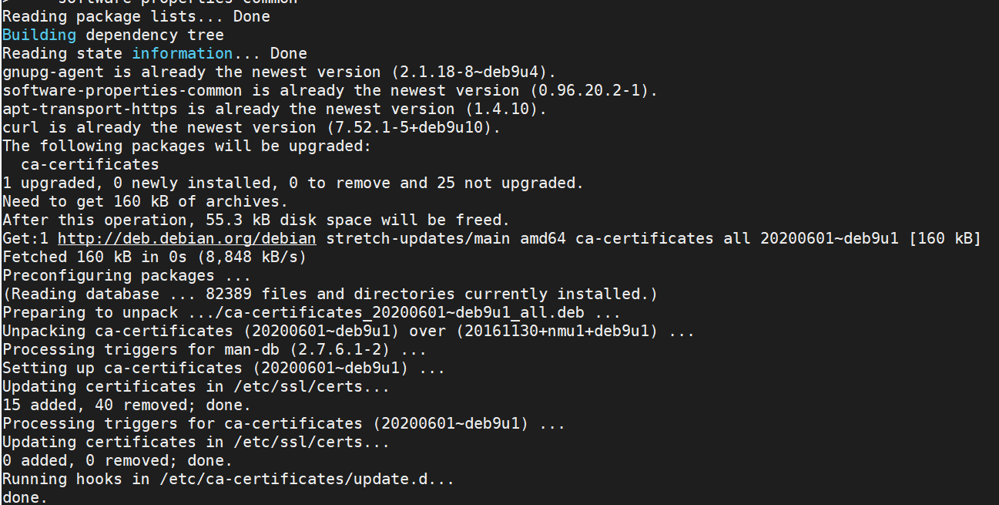 > software-properties-common
Reading package lists... Done
Building dependency tree
Reading state information... Done
gnupg-agent is already the newest version (2.1.18-8~deb9u4).
software-properties-common is already the newest version (0.96.20.2-1).
apt-transport-https is already the newest version (1.4.10).
curl is already the newest version (7.52.1-5+deb9u10).
The following packages will be upgraded:
  ca-certificates
1 upgraded, 0 newly installed, 0 to remove and 25 not upgraded.
Need to get 160 kB of archives.
After this operation, 55.3 kB disk space will be freed.
Get:1 http://deb.debian.org/debian stretch-updates/main amd64 ca-certificates all 20200601~deb9u1 [160 kB]
Fetched 160 kB in 0s (8,848 kB/s)
Preconfiguring packages ...
(Reading database ... 82389 files and directories currently installed.)
Preparing to unpack .../ca-certificates_20200601~deb9u1_all.deb ...
Unpacking ca-certificates (20200601~deb9u1) over (20161130+nmu1+deb9u1) ...
Processing triggers for man-db (2.7.6.1-2) ...
Setting up ca-certificates (20200601~deb9u1) ...
Updating certificates in /etc/ssl/certs...
15 added, 40 removed; done.
Processing triggers for ca-certificates (20200601~deb9u1) ...
Updating certificates in /etc/ssl/certs...
0 added, 0 removed; done.
Running hooks in /etc/ca-certificates/update.d...
done.